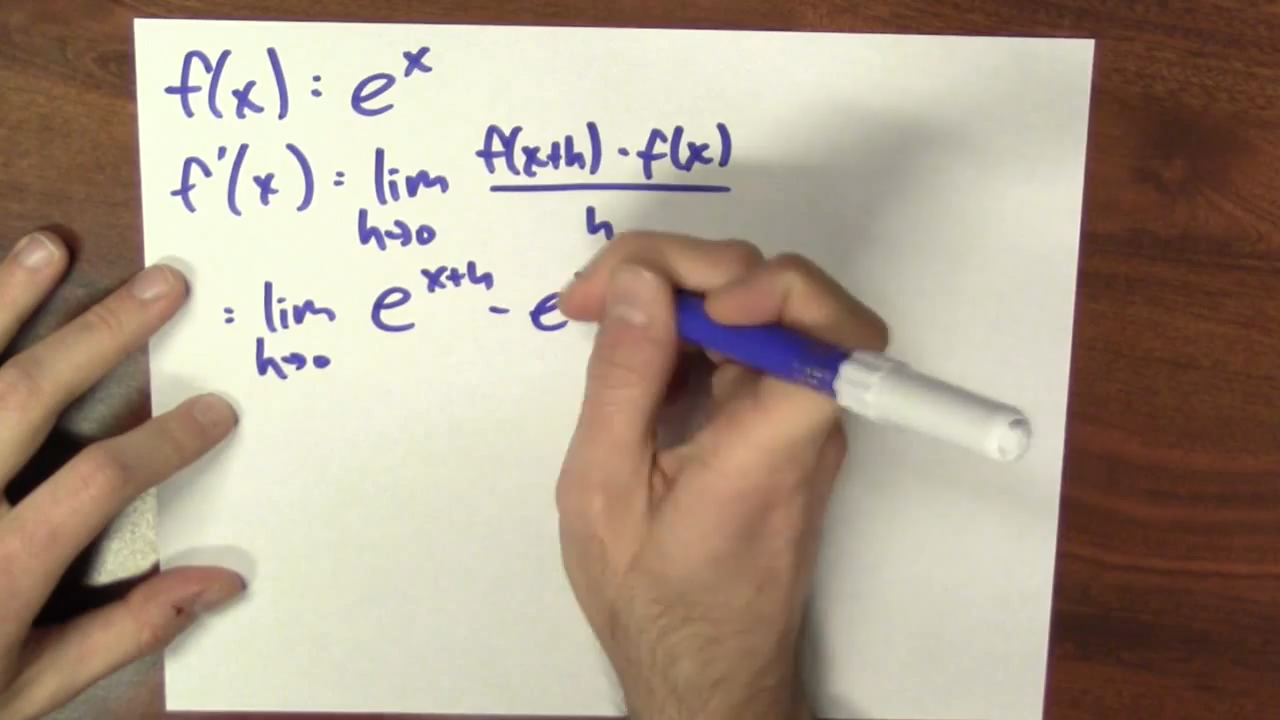 f(x) = e^x
f'(x) = lim h→0 f(x+h) - f(x) / h
= lim h→0 e^x+h - e